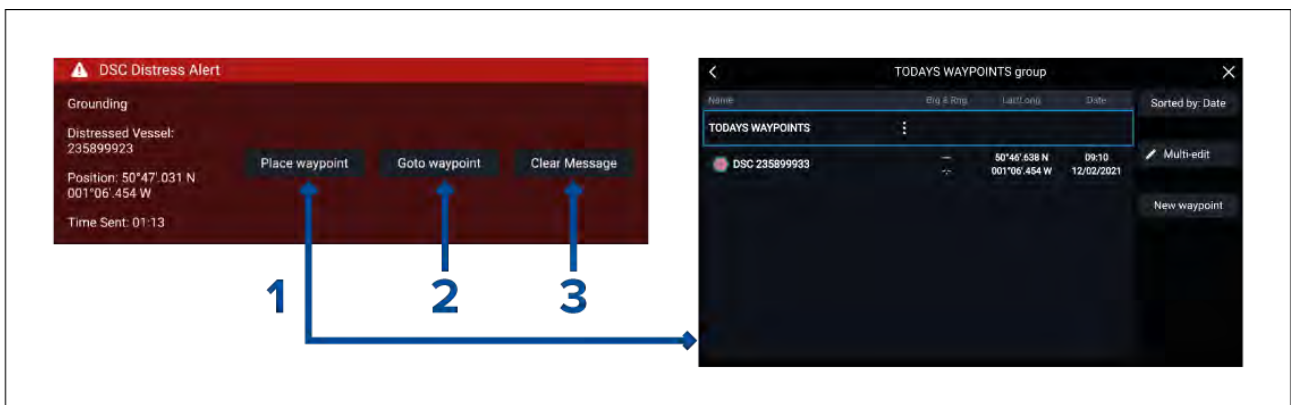 DSC Distress Alert
Grounding
Distressed Vessel:
235899923
Position: 50°47'.031 N
001°06'.454 W
Time Sent: 01:13
Place waypoint
Goto waypoint
Clear Message
1
2
3
TODAYS WAYPOINTS group
Name Brg & Rng Lat/Long Date
Sorted by: Date
TODAYS WAYPOINTS
DSC 235899933
50°46'.638 N
001°06'.454 W
09:10
12/02/2021
Multi-edit
New waypoint